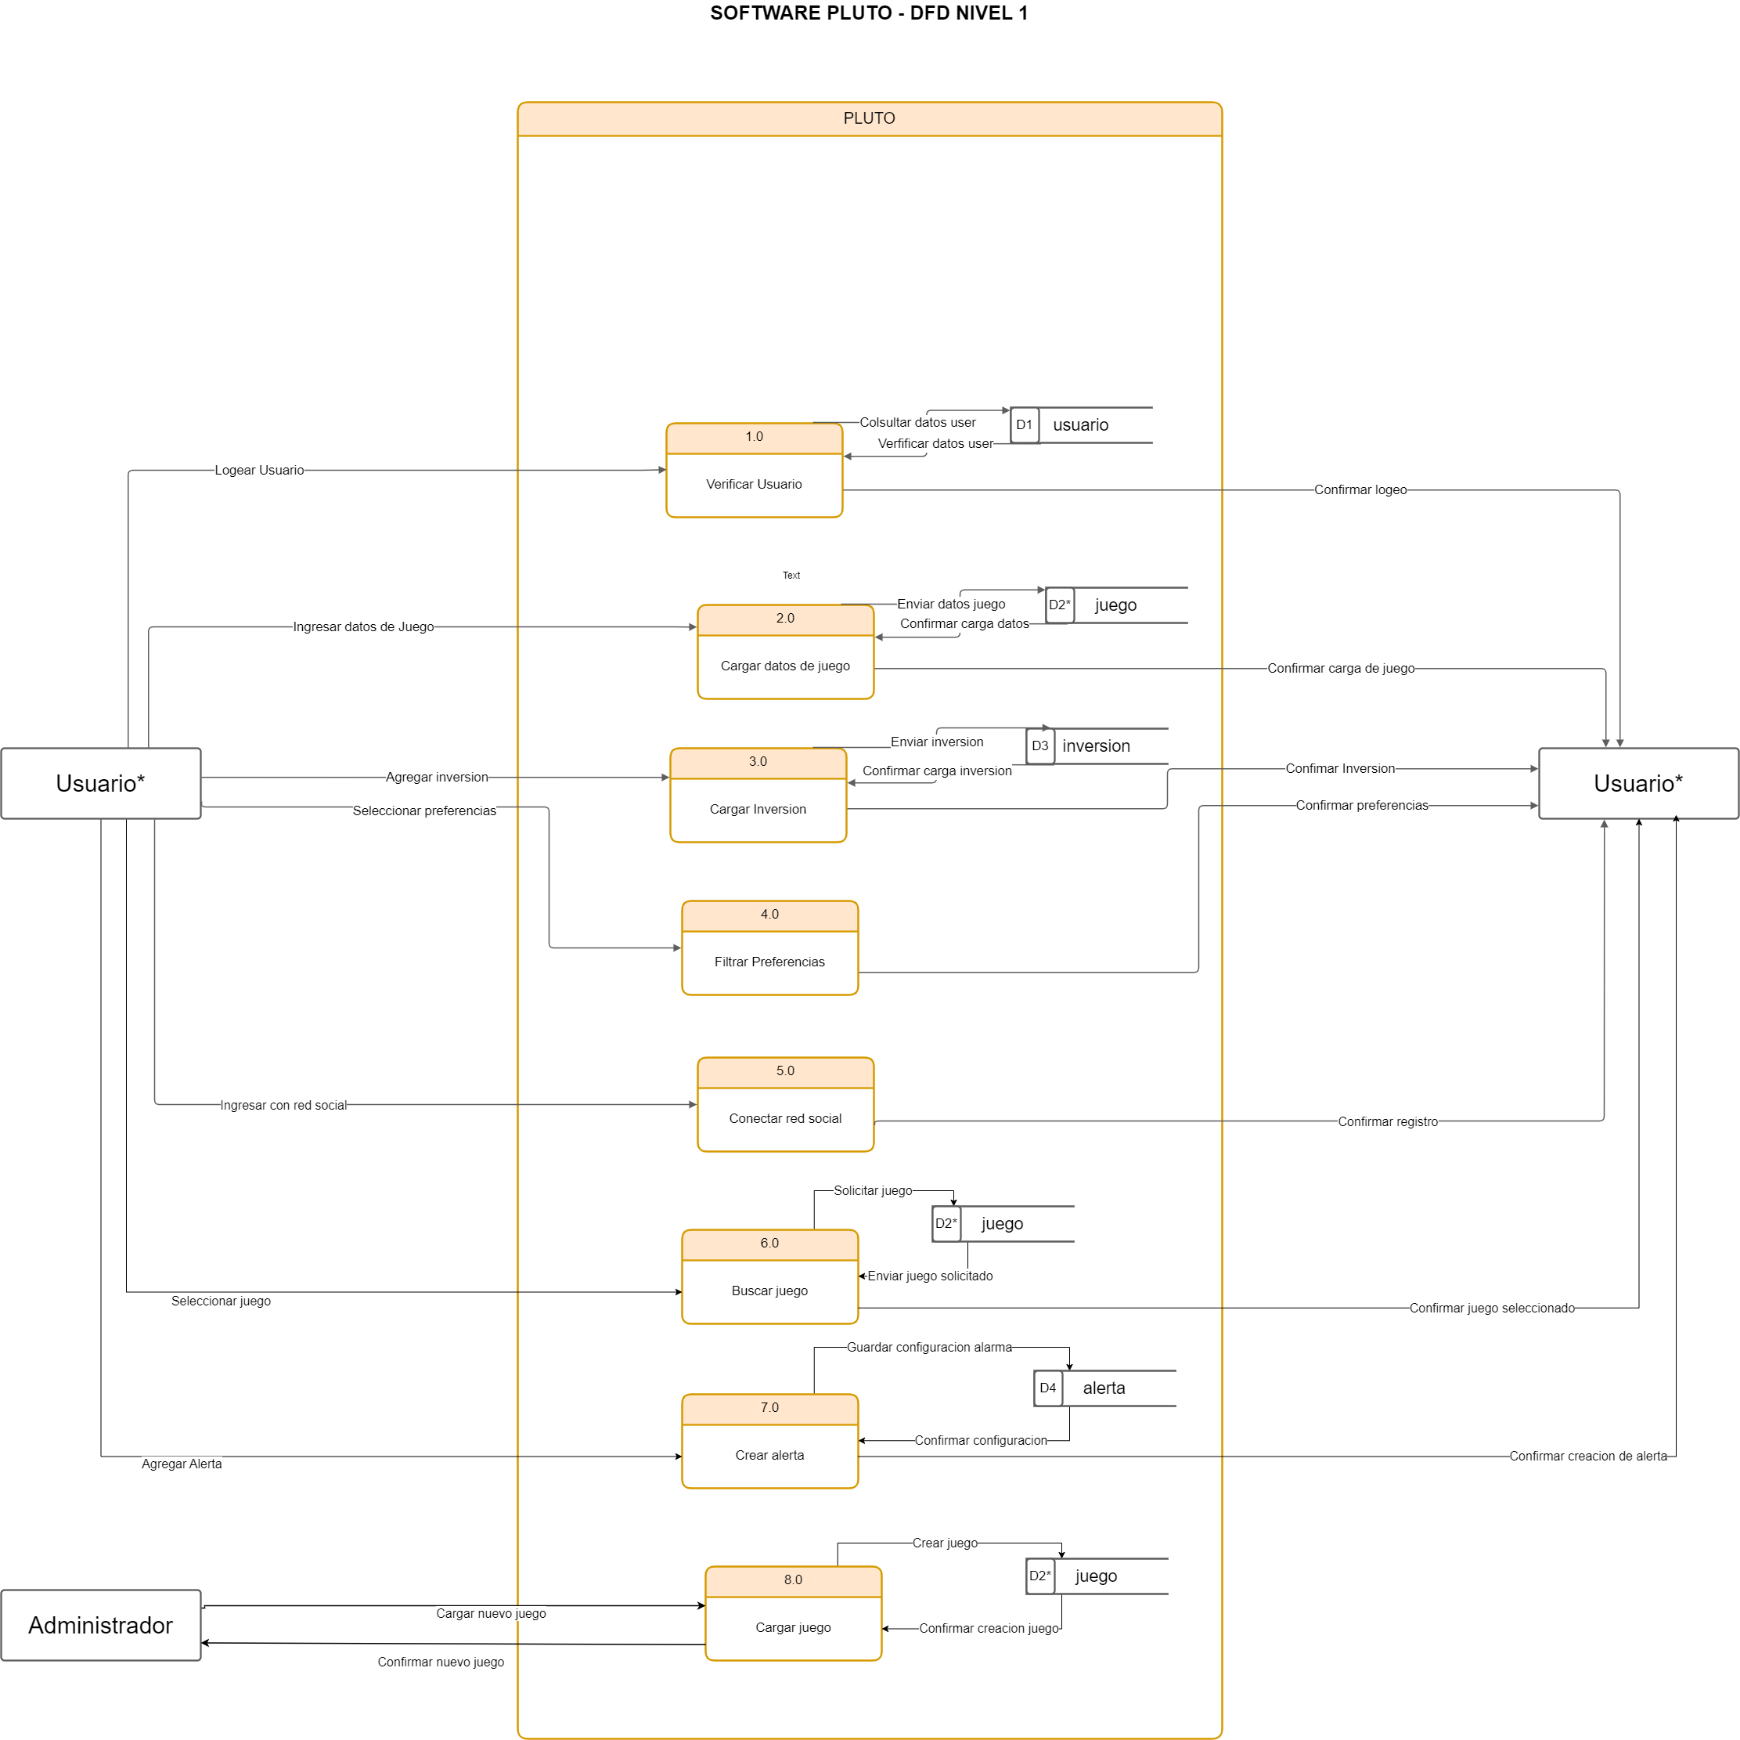 SOFTWARE PLUTO - DFD NIVEL 1
PLUTO
1.0
Verificar Usuario
Colsultar datos user
Verfificar datos user
D1
usuario
Logear Usuario
Confirmar logeo
Text
2.0
Cargar datos de juego
Enviar datos juego
Confirmar carga datos
D2*
juego
Ingresar datos de Juego
Confirmar carga de juego
3.0
Cargar Inversion
Enviar inversion
Confirmar carga inversion
D3
inversion
Usuario*
Agregar inversion
Confimar Inversion
Usuario*
Seleccionar preferencias
Confirmar preferencias
4.0
Filtrar Preferencias
5.0
Conectar red social
Ingresar con red social
Confirmar registro
Solicitar juego
D2*
juego
6.0
Buscar juego
Enviar juego solicitado
Seleccionar juego
Confirmar juego seleccionado
Guardar configuracion alarma
D4
alerta
7.0
Crear alerta
Confirmar configuracion
Agregar Alerta
Confirmar creacion de alerta
Crear juego
D2*
juego
8.0
Cargar juego
Confirmar creacion juego
Administrador
Cargar nuevo juego
Confirmar nuevo juego